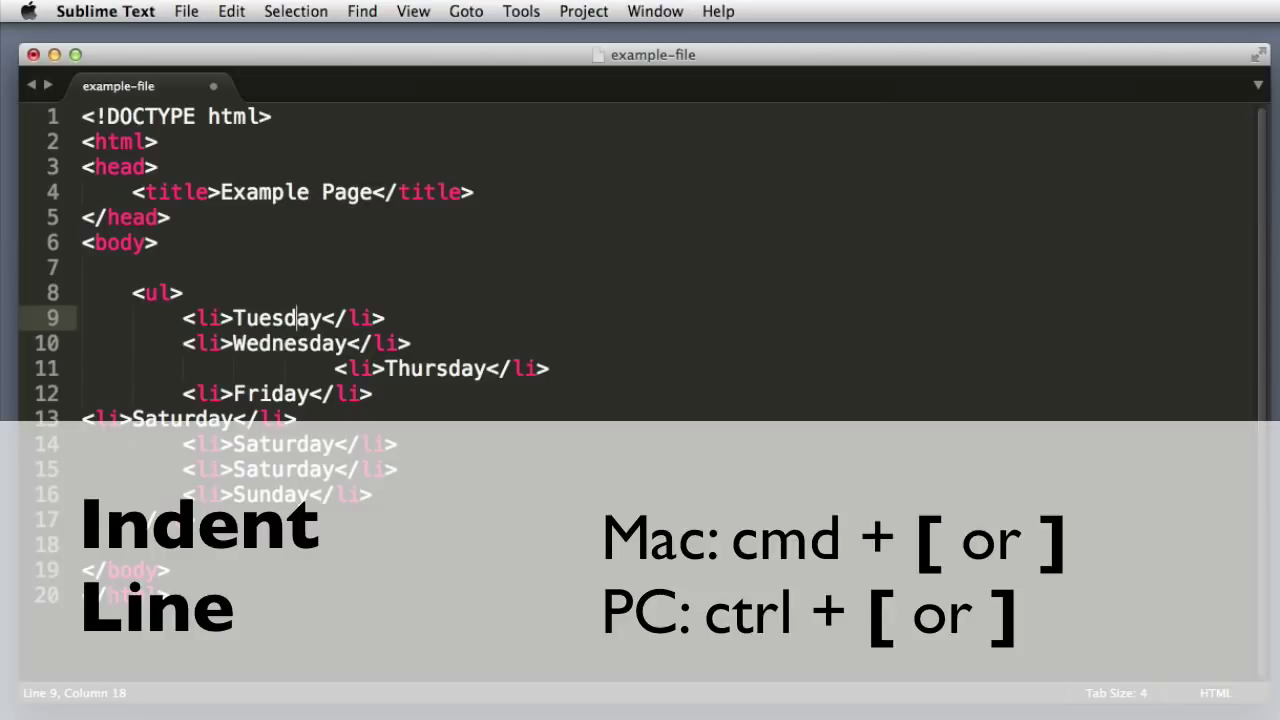 Sublime Text File Edit Selection Find View Goto Tools Project Window Help
example-file
example-file
1 <!DOCTYPE html>
2 <html>
3 <head>
4 <title>Example Page</title>
5 </head>
6 <body>
7
8 <ul>
9 <li>Tuesday</li>
10 <li>Wednesday</li>
11 <li>Thursday</li>
12 <li>Friday</li>
13 <li>Saturday</li>
14 <li>Saturday</li>
15 <li>Saturday</li>
16 <li>Sunday</li>
17
18
19 </body>
20
Indent
Line
Mac: cmd + [ or ]
PC: ctrl + [ or ]
Line 9, Column 18 Tab Size: 4 HTML